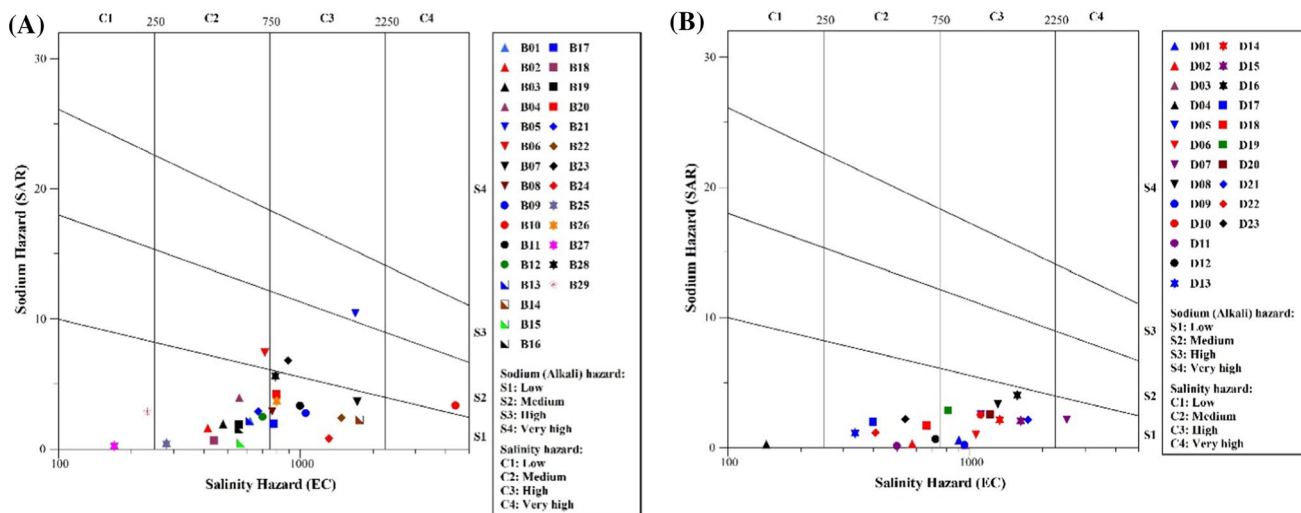 (A)
C1 250 C2 750 C3 2250 C4
30
20
10
0
Sodium Hazard (SAR)
100 1000
Salinity Hazard (EC)
S4
S3
S2
S1
B01 B17
B02 B18
B03 B19
B04 B20
B05 B21
B06 B22
B07 B23
B08 B24
B09 B25
B10 B26
B11 B27
B12 B28
B13 B29
B14
B15
B16
Sodium (Alkali) hazard:
S1: Low
S2: Medium
S3: High
S4: Very high
Salinity hazard:
C1: Low
C2: Medium
C3: High
C4: Very high
(B)
C1 250 C2 750 C3 2250 C4
30
20
10
0
Sodium Hazard (SAR)
100 1000
Salinity Hazard (EC)
S4
S3
S2
S1
D01 D14
D02 D15
D03 D16
D04 D17
D05 D18
D06 D19
D07 D20
D08 D21
D09 D22
D10 D23
D11
D12
D13
Sodium (Alkali) hazard:
S1: Low
S2: Medium
S3: High
S4: Very high
Salinity hazard:
C1: Low
C2: Medium
C3: High
C4: Very high